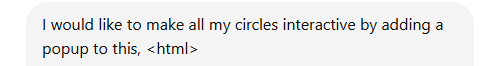 I would like to make all my circles interactive by adding a
popup to this, <html>